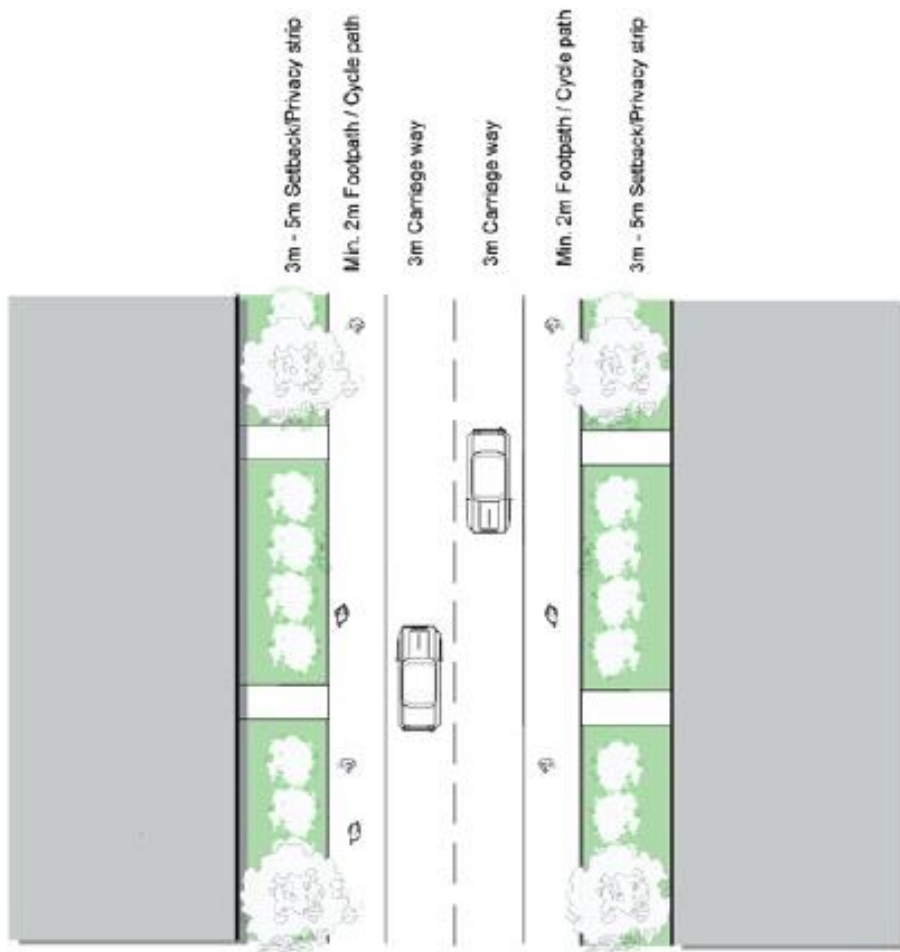 3m - 5m Setback/Privacy strip
Min. 2m Footpath / Cycle path
3m Carriage way
3m Carriage way
Min. 2m Footpath / Cycle path
3m - 5m Setback/Privacy strip